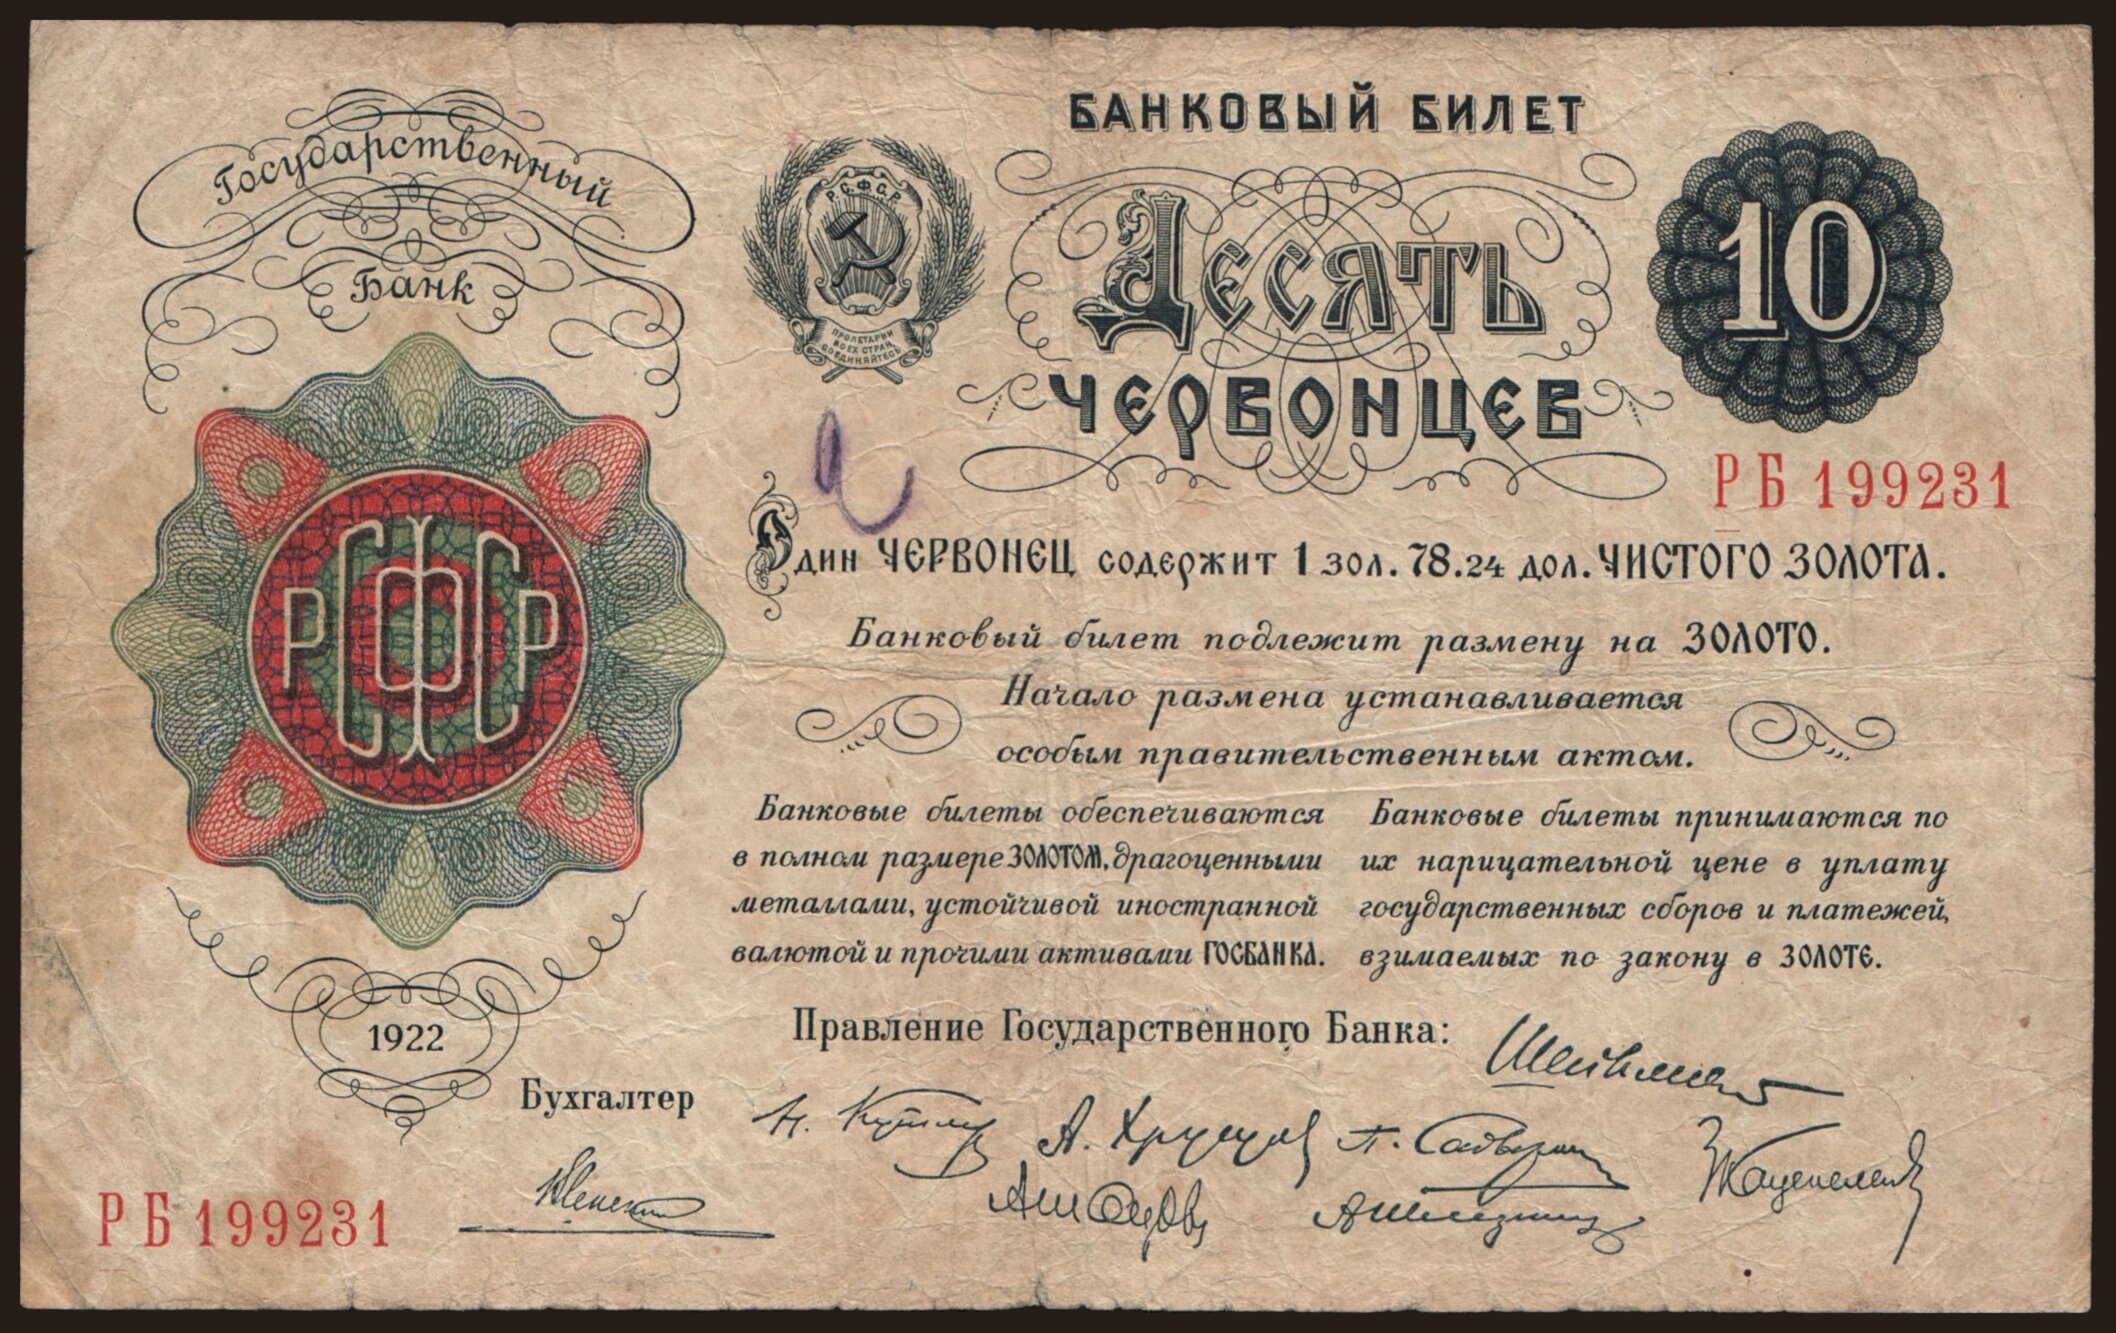 Государственный
Банк
БАНКОВЫЙ БИЛЕТ
Р.С.Ф.С.Р.
ПРОЛЕТАРИИ
ВСЕХ СТРАН
СОЕДИНЯЙТЕСЬ
ДЕСЯТЬ
ЧЕРВОНЦЕВ
10
РБ 199231
РСФСР
Один ЧЕРВОНЕЦ содержит 1 зол. 78.24 дол. ЧИСТОГО ЗОЛОТА.
Банковый билет подлежит размену на ЗОЛОТО.
Начало размена устанавливается
особым правительственным актом.
Банковые билеты обеспечиваются
в полном размере ЗОЛОТОМ, драгоценными
металлами, устойчивой иностранной
валютой и прочими активами ГОСБАНКА.
Банковые билеты принимаются по
их нарицательной цене в уплату
государственных сборов и платежей,
взимаемых по закону в ЗОЛОТЕ.
1922
Правление Государственного Банка:
Бухгалтер
РБ 199231